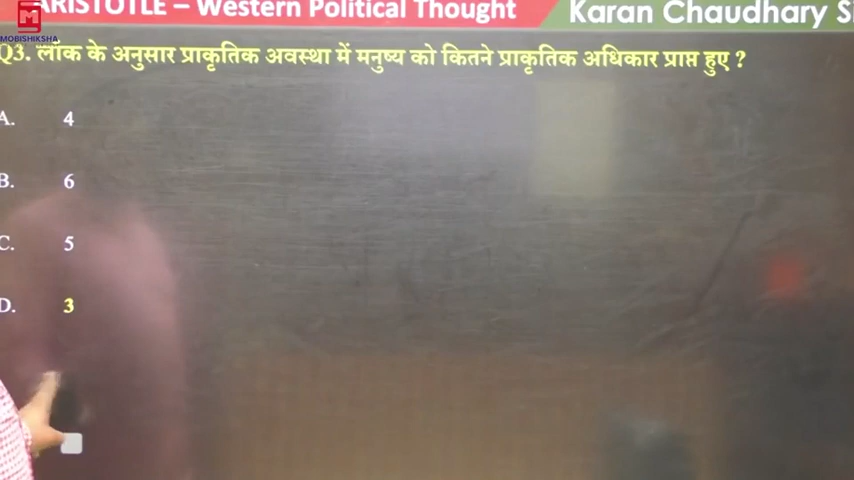 ARISTOTLE – Western Political Thought
Karan Chaudhary
MOBISHIKSHA
Q3. लॉक के अनुसार प्राकृतिक अवस्था में मनुष्य को कितने प्राकृतिक अधिकार प्राप्त हुए ?
A. 4
B. 6
C. 5
D. 3